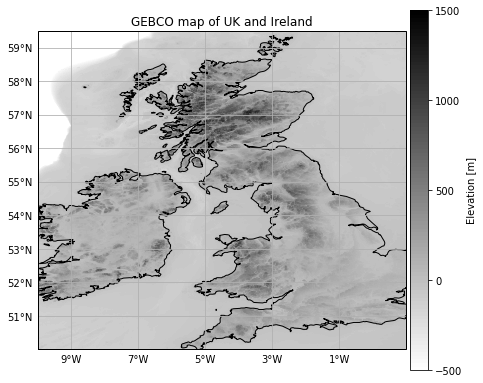 GEBCO map of UK and Ireland
59°N
58°N
57°N
56°N
55°N
54°N
53°N
52°N
51°N
9°W
7°W
5°W
3°W
1°W
1500
1000
500
0
−500
Elevation [m]